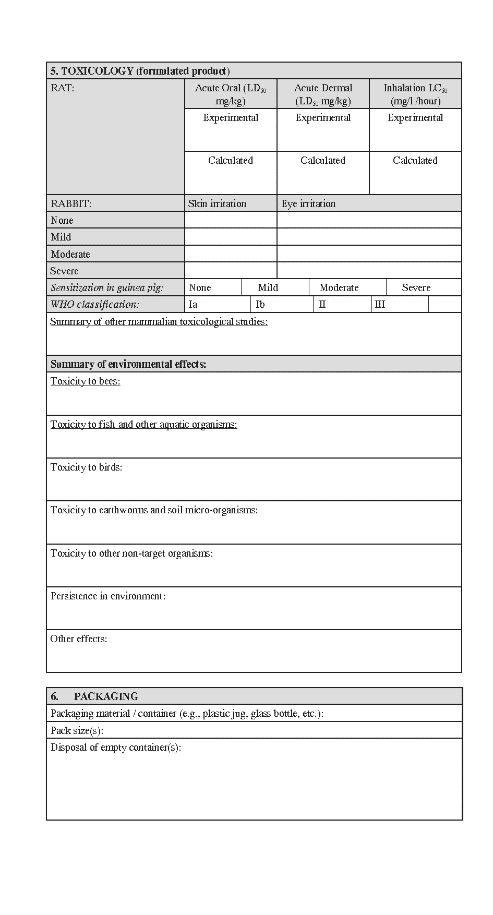 5. TOXICOLOGY (formulated product)
RAT:
Acute Oral (LD50 mg/kg)
Acute Dermal (LD50 mg/kg)
Inhalation LC50 (mg/l /hour)
Experimental
Experimental
Experimental
Calculated
Calculated
Calculated
RABBIT:
Skin irritation
Eye irritation
None
Mild
Moderate
Severe
Sensitization in guinea pig:
None
Mild
Moderate
Severe
WHO classification:
Ia
Ib
II
III
Summary of other mammalian toxicological studies:
Summary of environmental effects:
Toxicity to bees:
Toxicity to fish and other aquatic organisms:
Toxicity to birds:
Toxicity to earthworms and soil micro-organisms:
Toxicity to other non-target organisms:
Persistence in environment:
Other effects:
6. PACKAGING
Packaging material / container (e.g., plastic jug, glass bottle, etc.):
Pack size(s):
Disposal of empty container(s):